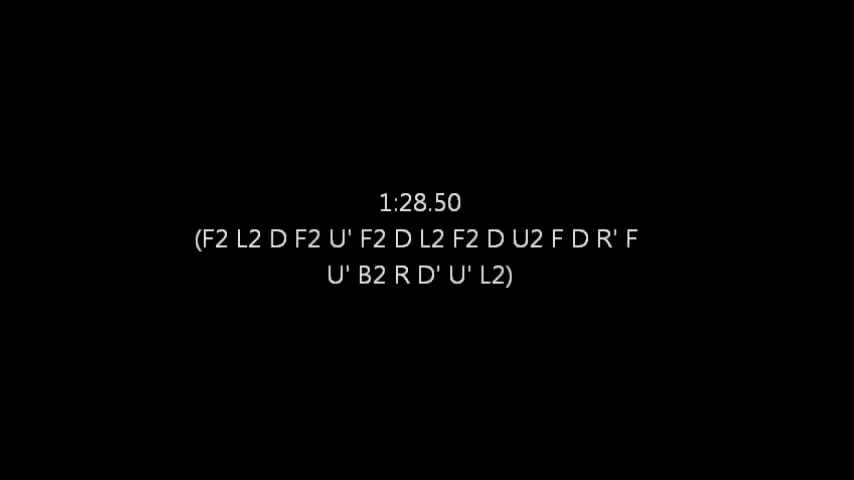 1:28.50
(F2 L2 D F2 U' F2 D L2 F2 D U2 F D R' F
U' B2 R D' U' L2)